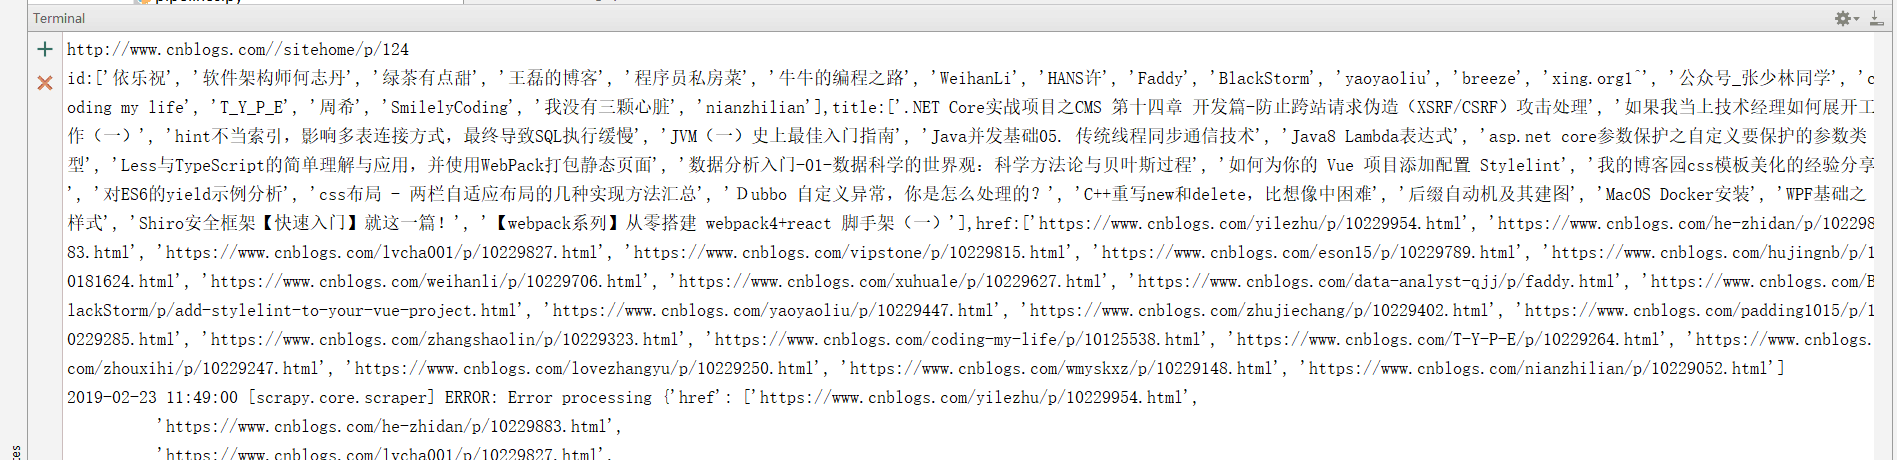 Terminal
http://www.cnblogs.com//sitehome/p/124
id:['依乐祝', '软件架构师何志丹', '绿茶有点甜', '王磊的博客', '程序员私房菜', '牛牛的编程之路', 'WeihanLi', 'HANS许', 'Faddy', 'BlackStorm', 'yaoyaoliu', 'breeze', 'xing.org1^', '公众号_张少林同学', 'c
oding my life', 'T_Y_P_E', '周希', 'SmilelyCoding', '我没有三颗心脏', 'nianzhilian'],title:['.NET Core实战项目之CMS 第十四章 开发篇-防止跨站请求伪造（XSRF/CSRF）攻击处理', '如果我当上技术经理如何展开工
作（一）', 'hint不当索引，影响多表连接方式，最终导致SQL执行缓慢', 'JVM（一）史上最佳入门指南', 'Java并发基础05. 传统线程同步通信技术', 'Java8 Lambda表达式', 'asp.net core参数保护之自定义要保护的参数类
型', 'Less与TypeScript的简单理解与应用，并使用WebPack打包静态页面', '数据分析入门-01-数据科学的世界观：科学方法论与贝叶斯过程', '如何为你的 Vue 项目添加配置 Stylelint', '我的博客园css模板美化的经验分享
', '对ES6的yield示例分析', 'css布局 - 两栏自适应布局的几种实现方法汇总', 'Ｄubbo 自定义异常，你是怎么处理的？', 'C++重写new和delete，比想像中困难', '后缀自动机及其建图', 'MacOS Docker安装', 'WPF基础之
样式', 'Shiro安全框架【快速入门】就这一篇！', '【webpack系列】从零搭建 webpack4+react 脚手架（一）'],href:['https://www.cnblogs.com/yilezhu/p/10229954.html', 'https://www.cnblogs.com/he-zhidan/p/102298
83.html', 'https://www.cnblogs.com/lvcha001/p/10229827.html', 'https://www.cnblogs.com/vipstone/p/10229815.html', 'https://www.cnblogs.com/eson15/p/10229789.html', 'https://www.cnblogs.com/hujingnb/p/1
0181624.html', 'https://www.cnblogs.com/weihanli/p/10229706.html', 'https://www.cnblogs.com/xuhuale/p/10229627.html', 'https://www.cnblogs.com/data-analyst-qjj/p/faddy.html', 'https://www.cnblogs.com/B
lackStorm/p/add-stylelint-to-your-vue-project.html', 'https://www.cnblogs.com/yaoyaoliu/p/10229447.html', 'https://www.cnblogs.com/zhujiechang/p/10229402.html', 'https://www.cnblogs.com/padding1015/p/1
0229285.html', 'https://www.cnblogs.com/zhangshaolin/p/10229323.html', 'https://www.cnblogs.com/coding-my-life/p/10125538.html', 'https://www.cnblogs.com/T-Y-P-E/p/10229264.html', 'https://www.cnblogs.
com/zhouxihi/p/10229247.html', 'https://www.cnblogs.com/lovezhangyu/p/10229250.html', 'https://www.cnblogs.com/wmyskxz/p/10229148.html', 'https://www.cnblogs.com/nianzhilian/p/10229052.html']
2019-02-23 11:49:00 [scrapy.core.scraper] ERROR: Error processing {'href': ['https://www.cnblogs.com/yilezhu/p/10229954.html',
'https://www.cnblogs.com/he-zhidan/p/10229883.html',
'https://www.cnblogs.com/lvcha001/p/10229827.html',